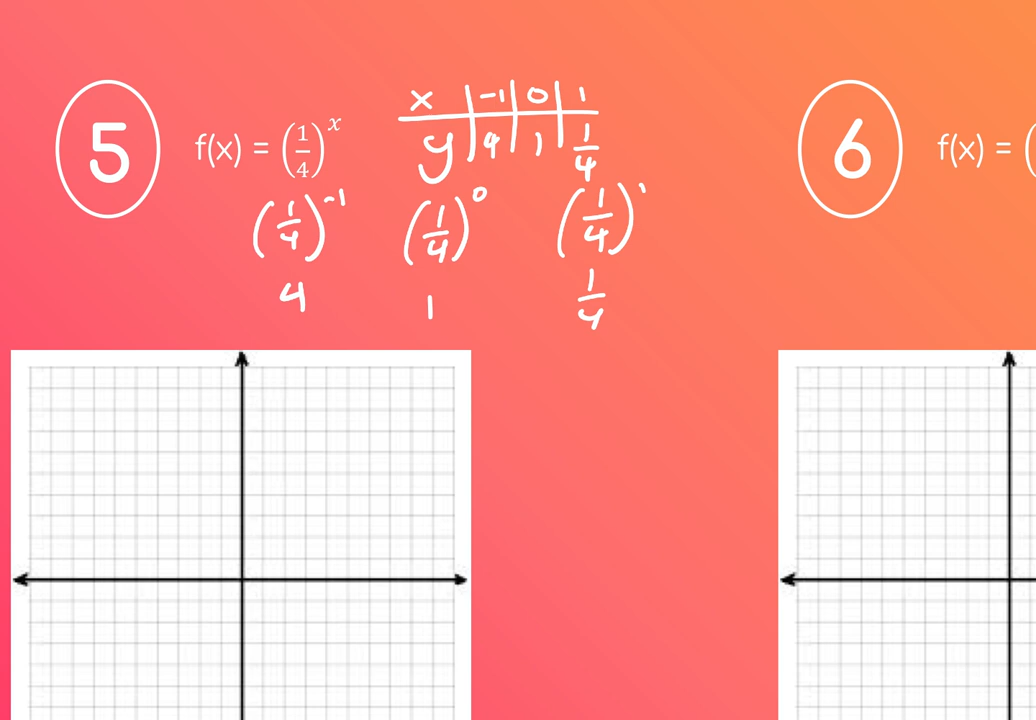 5 f(x) = (1/4)^x
x | -1 | 0 | 1
y | 4 | 1 | 1/4
(1/4)^-1 (1/4)^0 (1/4)^1
4 1 1/4
6 f(x) = (